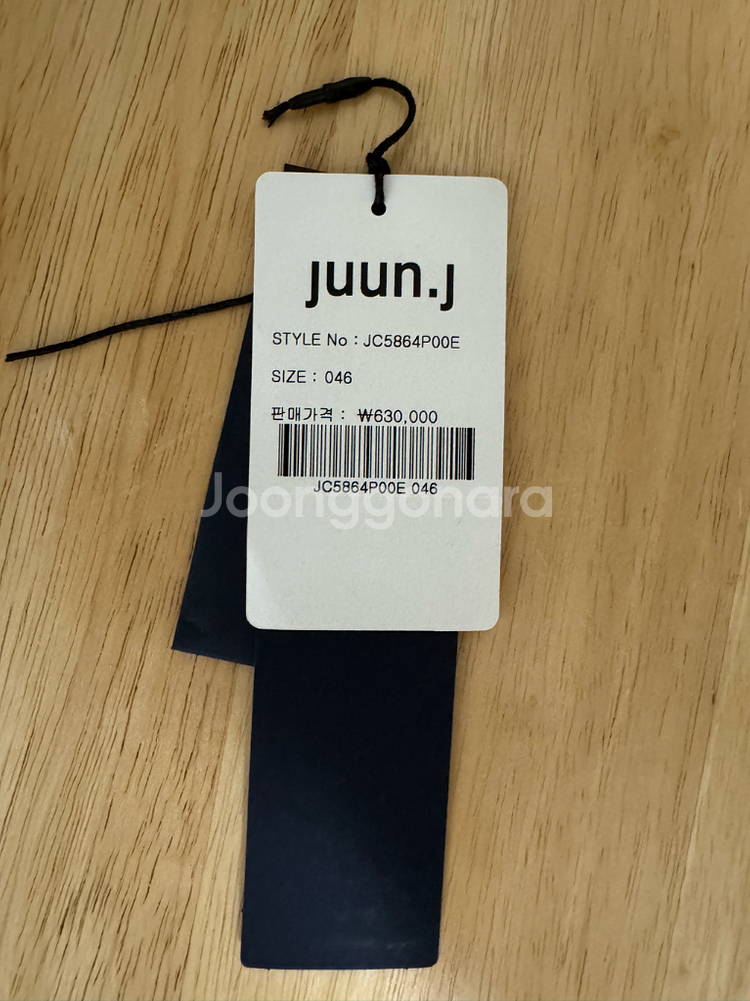 juun.j
STYLE No : JC5864P00E
SIZE : 046
판매가격 : ₩630,000
JC5864P00E 046
Joonggonara